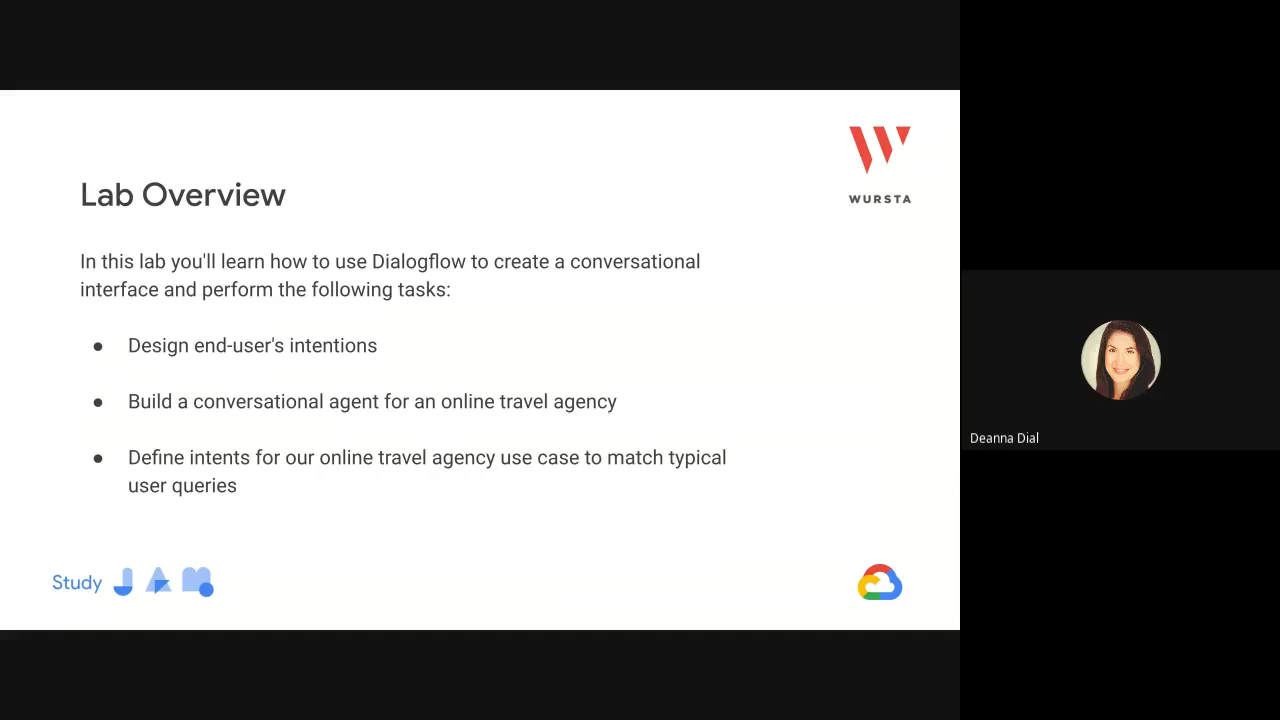 WURSTA
Lab Overview
In this lab you'll learn how to use Dialogflow to create a conversational
interface and perform the following tasks:
● Design end-user's intentions
● Build a conversational agent for an online travel agency
● Define intents for our online travel agency use case to match typical
user queries
Study JAM
Deanna Dial